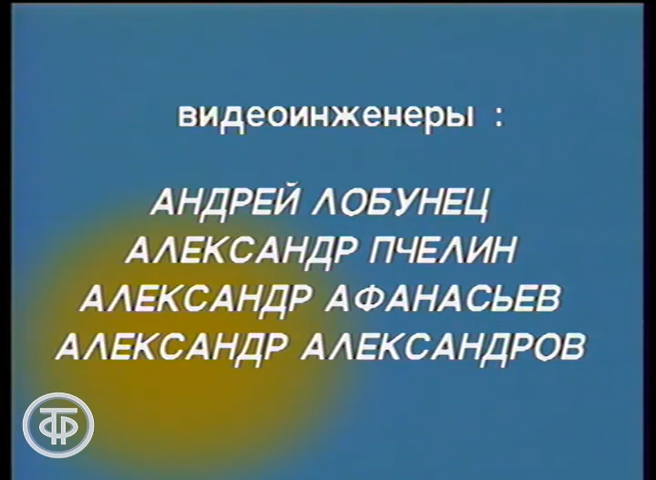 видеоинженеры :
АНДРЕЙ ЛОБУНЕЦ
АЛЕКСАНДР ПЧЕЛИН
АЛЕКСАНДР АФАНАСЬЕВ
АЛЕКСАНДР АЛЕКСАНДРОВ